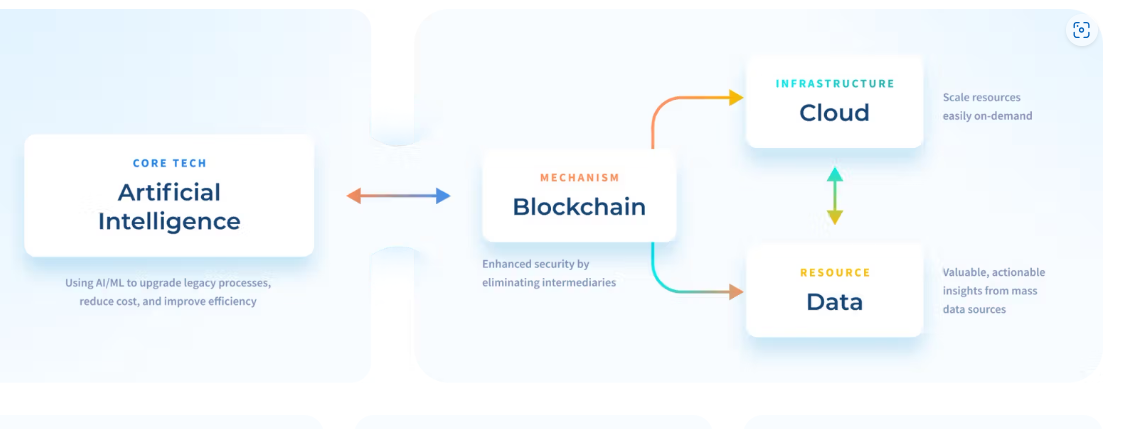 CORE TECH
Artificial
Intelligence
Using AI/ML to upgrade legacy processes,
reduce cost, and improve efficiency
MECHANISM
Blockchain
Enhanced security by
eliminating intermediaries
INFRASTRUCTURE
Cloud
Scale resources
easily on-demand
RESOURCE
Data
Valuable, actionable
insights from mass
data sources